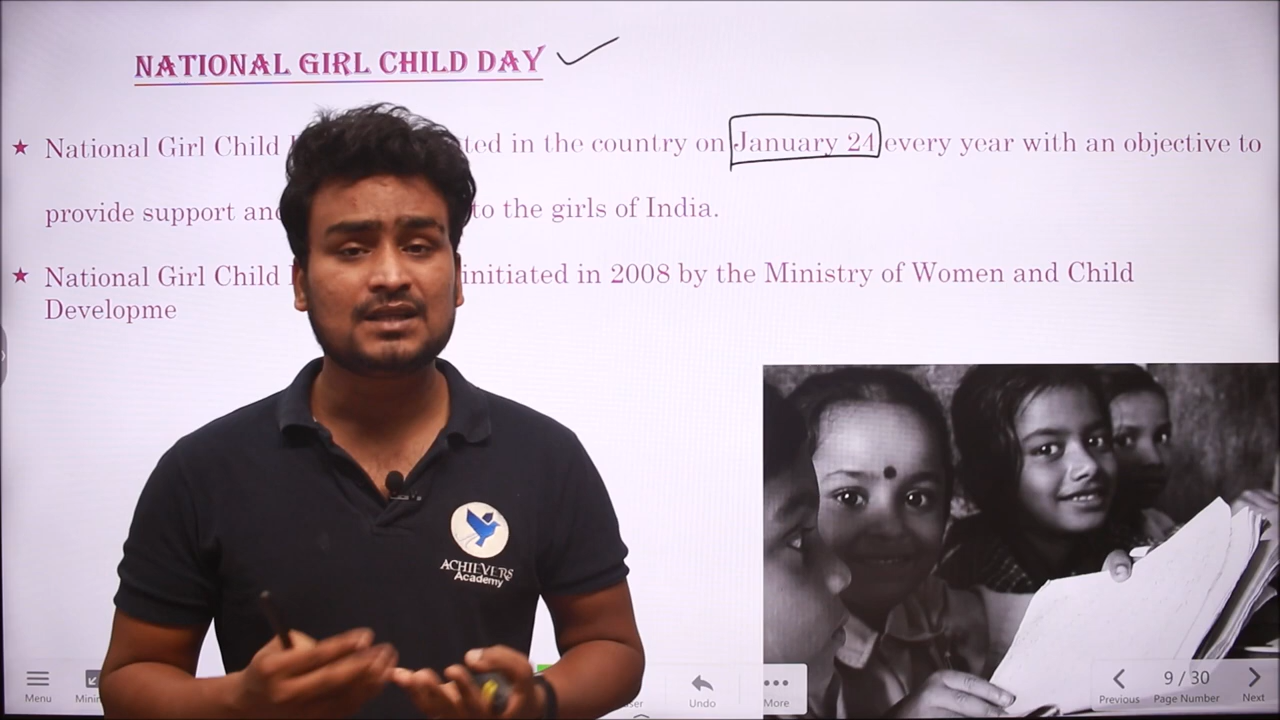 NATIONAL GIRL CHILD DAY
★ National Girl Child ted in the country on January 24 every year with an objective to
provide support and to the girls of India.
★ National Girl Child initiated in 2008 by the Ministry of Women and Child
Developme
ACHIEVERS
Academy
Menu
Undo
More
Previous
9 / 30
Page Number
Next